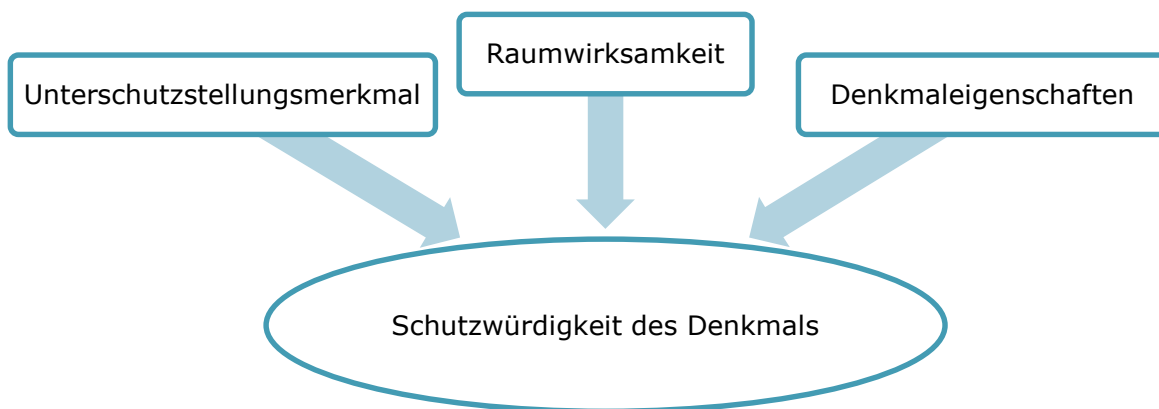 Unterschutzstellungsmerkmal
Raumwirksamkeit
Denkmaleigenschaften
Schutzwürdigkeit des Denkmals